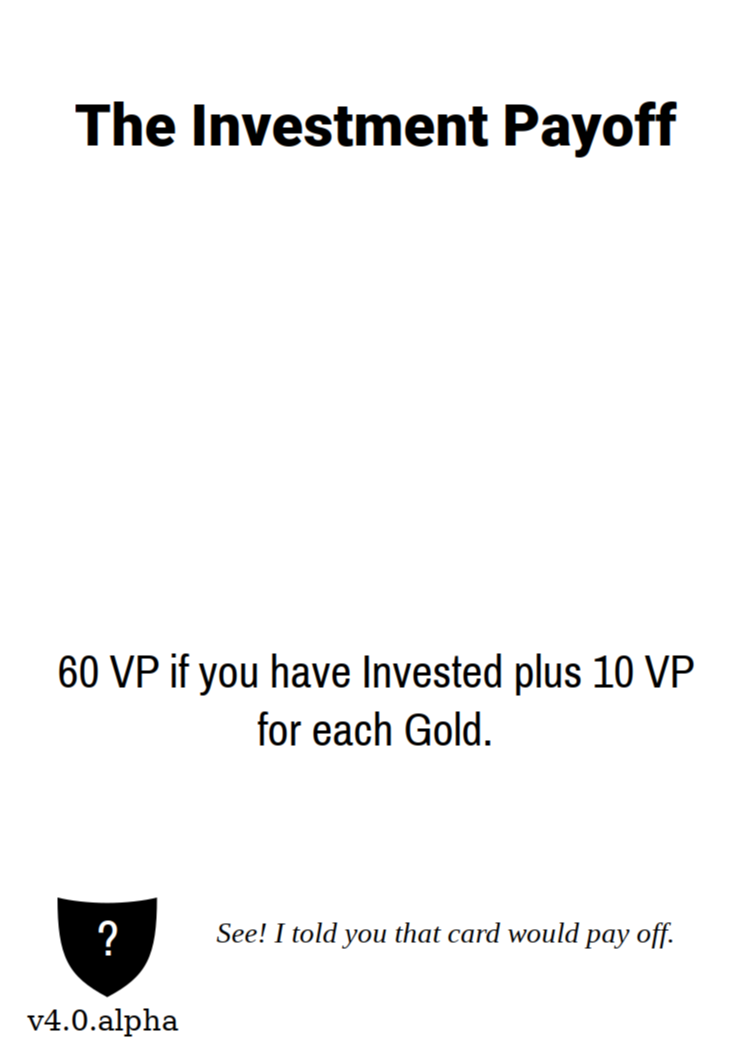 The Investment Payoff
60 VP if you have Invested plus 10 VP
for each Gold.
?
See! I told you that card would pay off.
v4.0.alpha